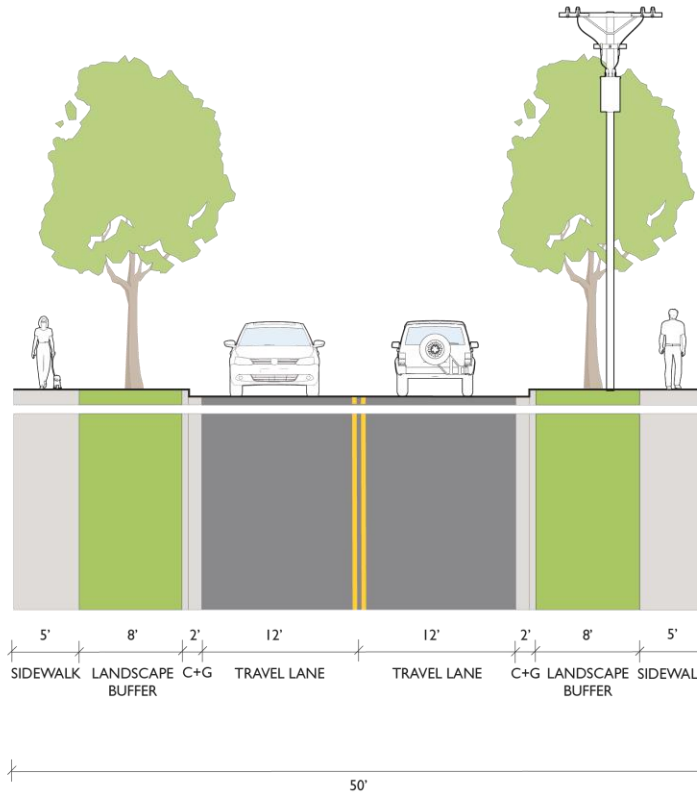 5' 8' 2' 12' 12' 2' 8' 5'
SIDEWALK LANDSCAPE C+G TRAVEL LANE TRAVEL LANE C+G LANDSCAPE SIDEWAL
BUFFER BUFFER
50'